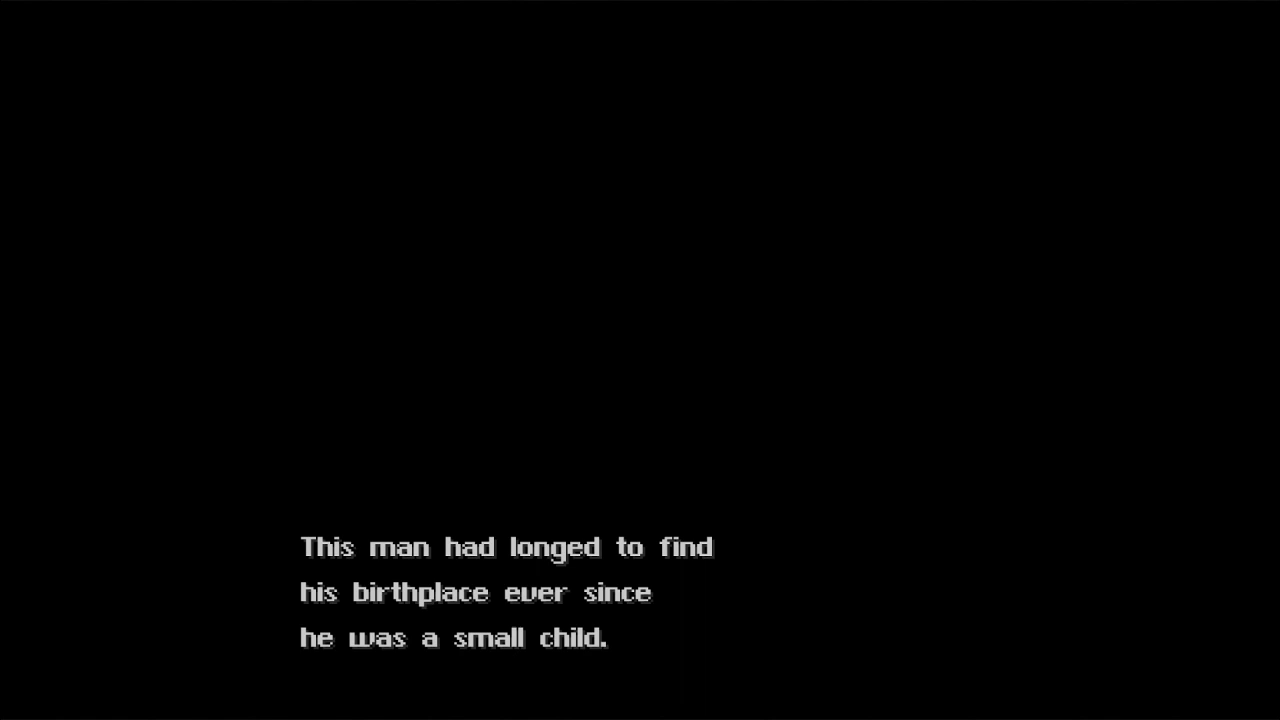 This man had longed to find
his birthplace ever since
he was a small child.